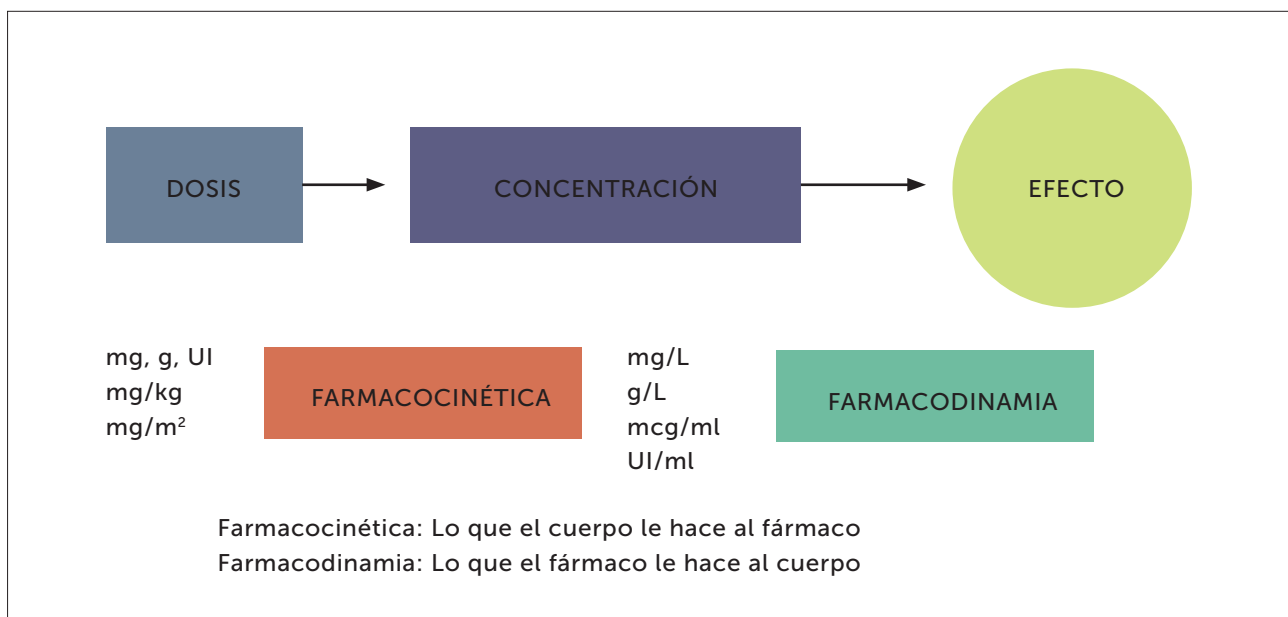 DOSIS
CONCENTRACIÓN
EFECTO
mg, g, UI
mg/kg
mg/m²
FARMACOCINÉTICA
mg/L
g/L
mcg/ml
UI/ml
FARMACODINAMIA
Farmacocinética: Lo que el cuerpo le hace al fármaco
Farmacodinamia: Lo que el fármaco le hace al cuerpo